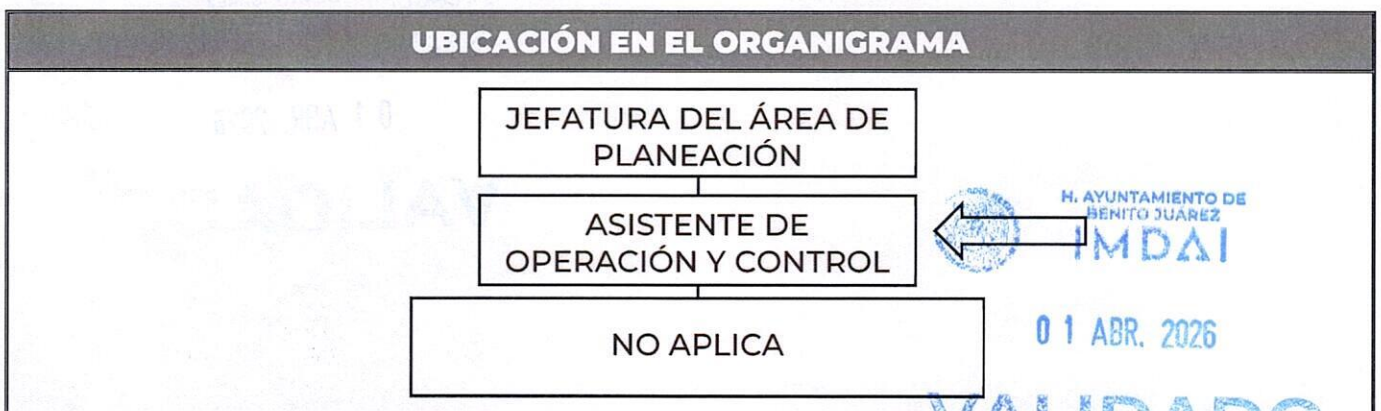 UBICACIÓN EN EL ORGANIGRAMA
JEFATURA DEL ÁREA DE
PLANEACIÓN
ASISTENTE DE
OPERACIÓN Y CONTROL
NO APLICA
H. AYUNTAMIENTO DE
BENITO JUÁREZ
IMDAI
01 ABR. 2026
VALIDADO